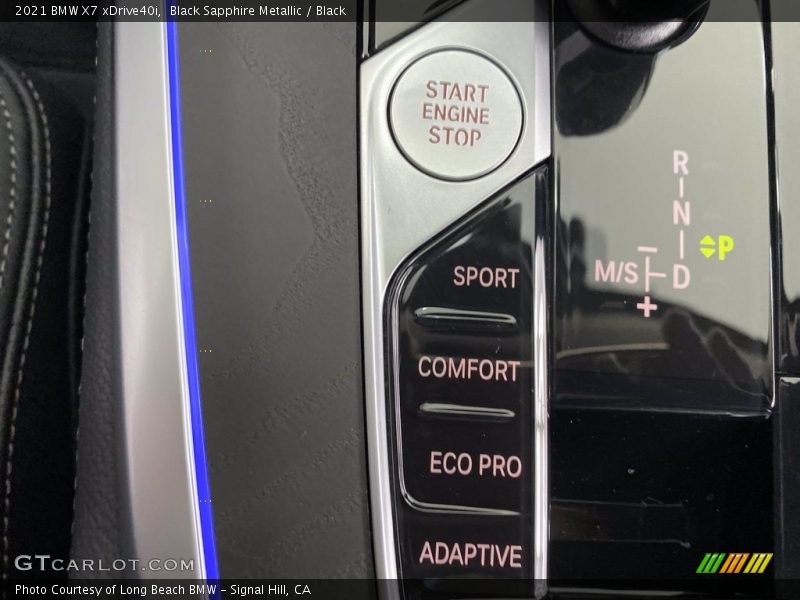 2021 BMW X7 xDrive40i, Black Sapphire Metallic / Black
START
ENGINE
STOP
R
N
P
M/S
D
+
SPORT
COMFORT
ECO PRO
ADAPTIVE
GTCARLOT.COM
Photo Courtesy of Long Beach BMW – Signal Hill, CA